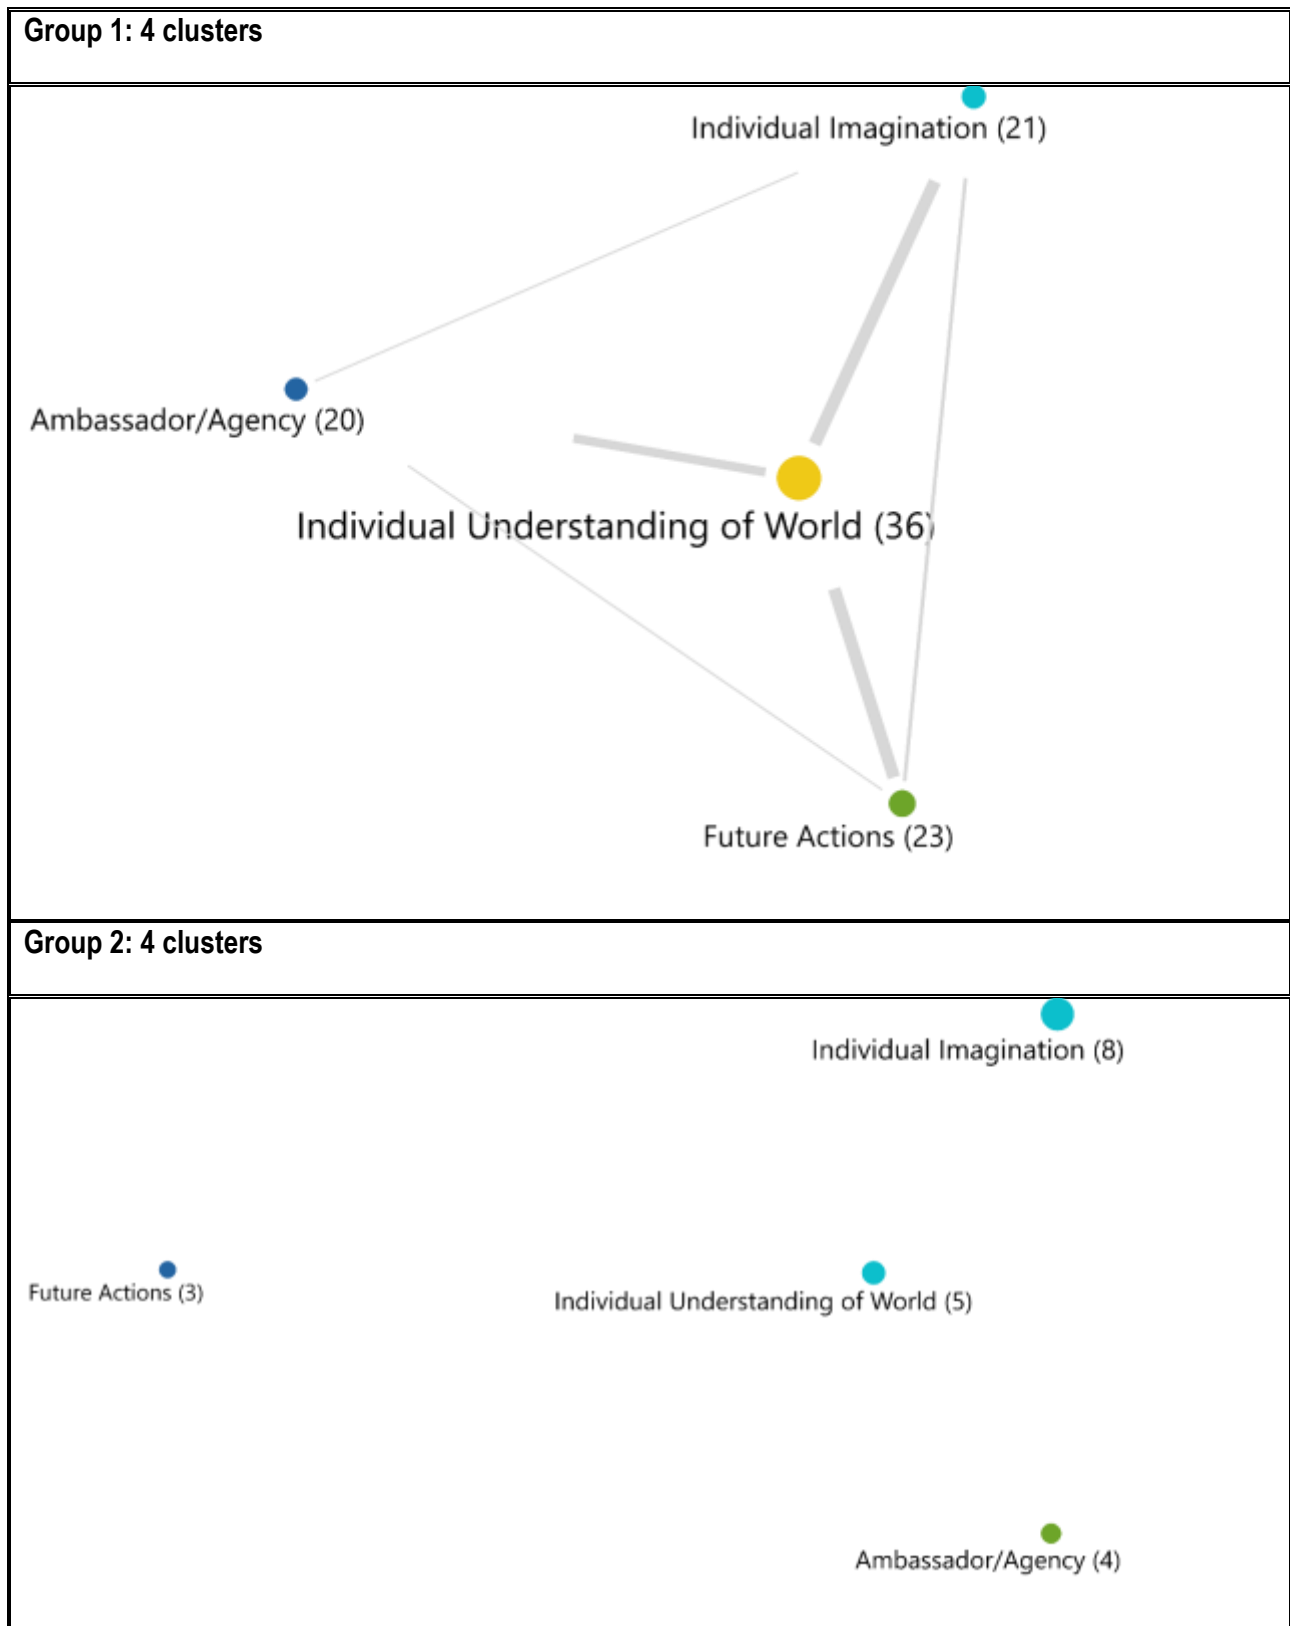 Group 1: 4 clusters
Individual Imagination (21)
Ambassador/Agency (20)
Individual Understanding of World (36)
Future Actions (23)
Group 2: 4 clusters
Individual Imagination (8)
Future Actions (3)
Individual Understanding of World (5)
Ambassador/Agency (4)